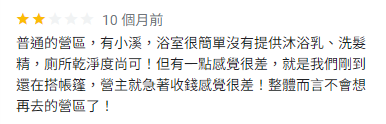 10 個月前
普通的營區，有小溪，浴室很簡單沒有提供沐浴乳、洗髮
精，廁所乾淨度尚可！但有一點感覺很差，就是我們剛到
還在搭帳篷，營主就急著收錢感覺很差！整體而言不會想
再去的營區了！